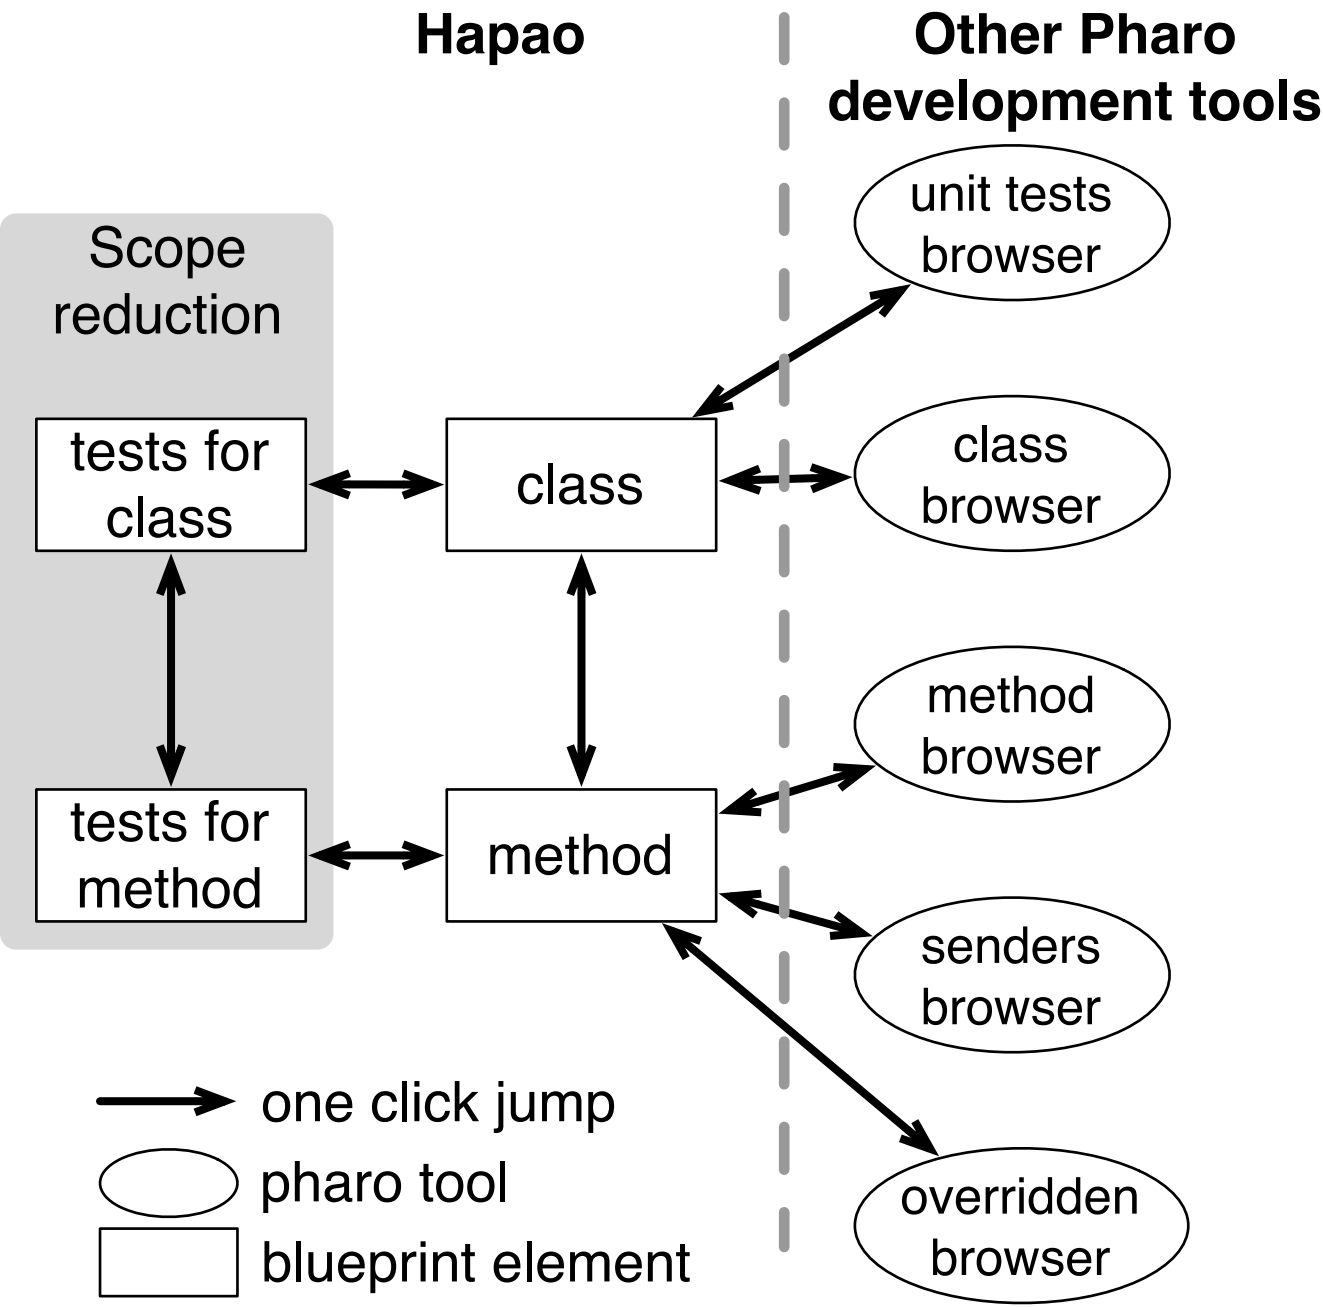 Hapao
Other Pharo
development tools
unit tests
browser
Scope
reduction
tests for
class
class
class
browser
method
browser
tests for
method
method
senders
browser
one click jump
pharo tool
blueprint element
overridden
browser